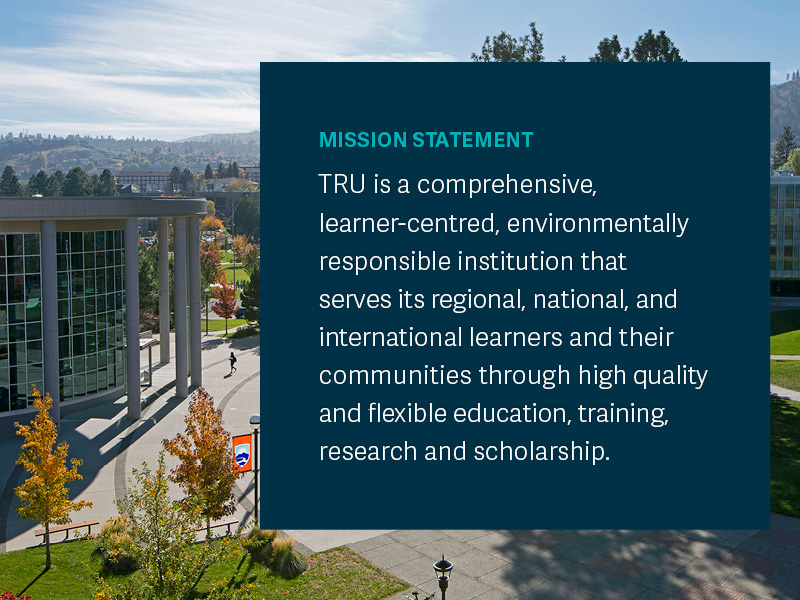 MISSION STATEMENT
TRU is a comprehensive,
learner-centred, environmentally
responsible institution that
serves its regional, national, and
international learners and their
communities through high quality
and flexible education, training,
research and scholarship.